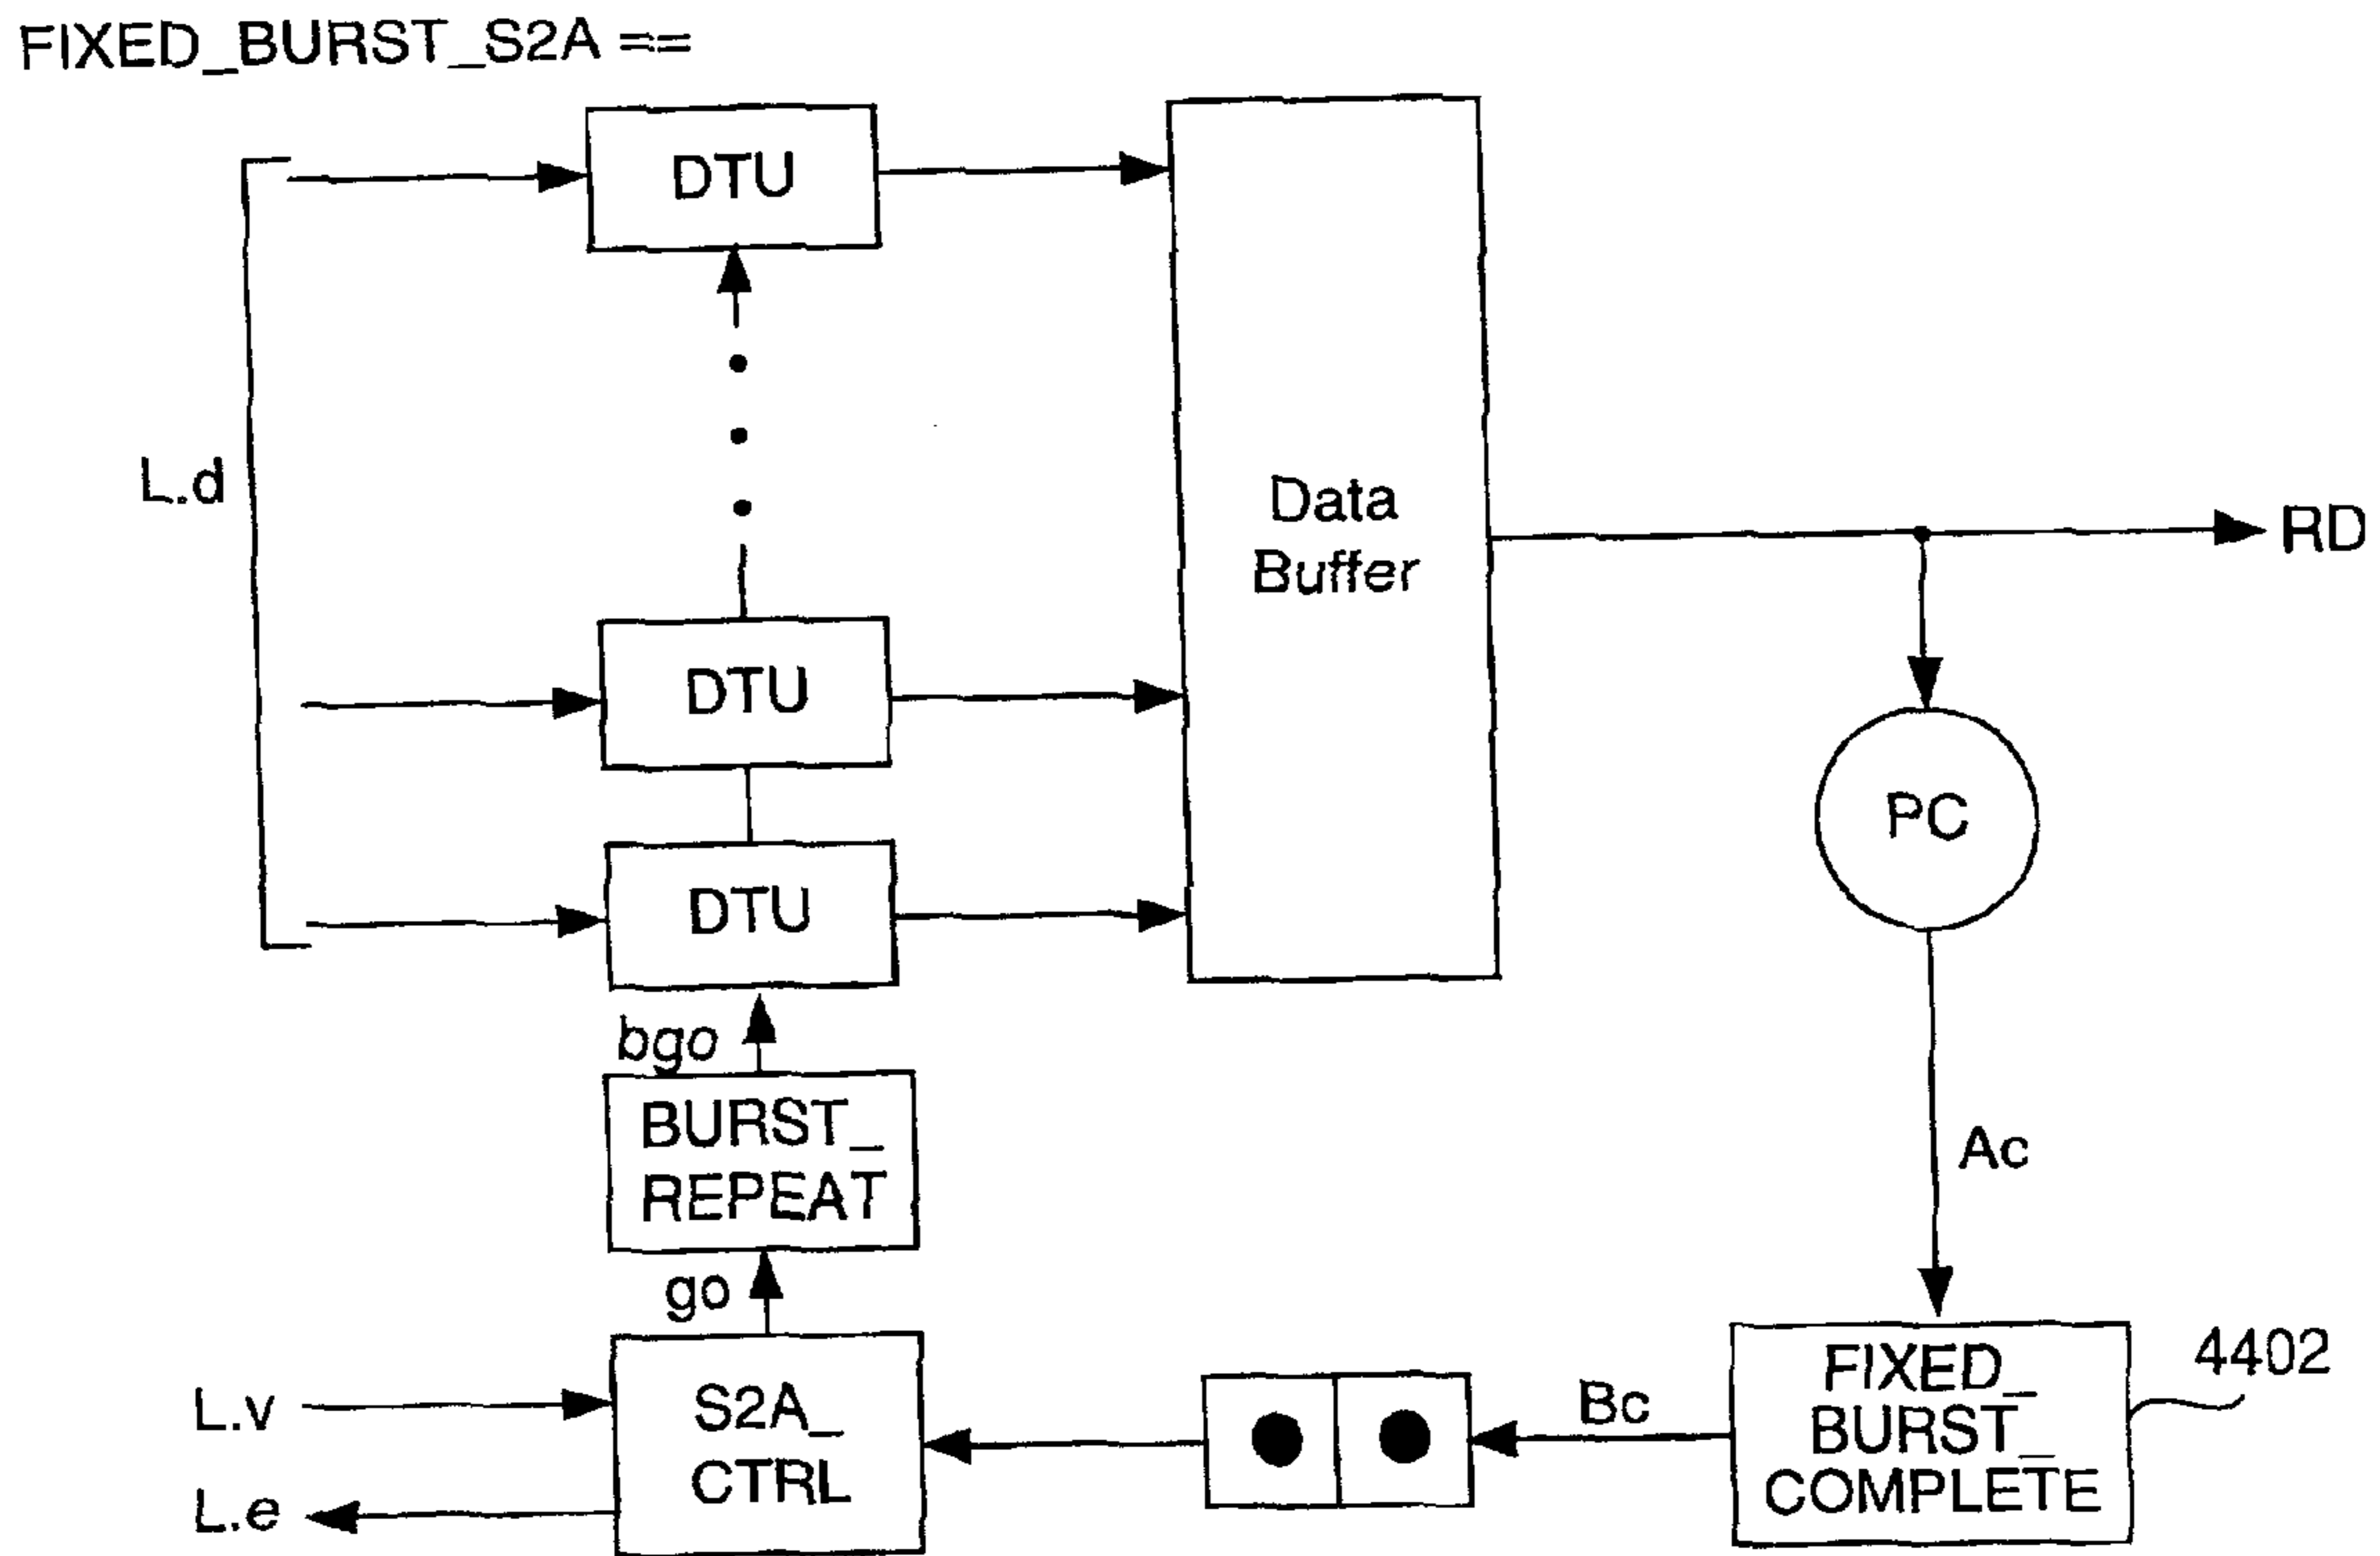 FIXED_BURST_S2A ==
DTU
L.d
Data
Buffer
RD
DTU
PC
DTU
bgo
BURST_
REPEAT
Ac
go
L.v
S2A_
CTRL
L.e
Bc
FIXED_
BURST_
COMPLETE
4402